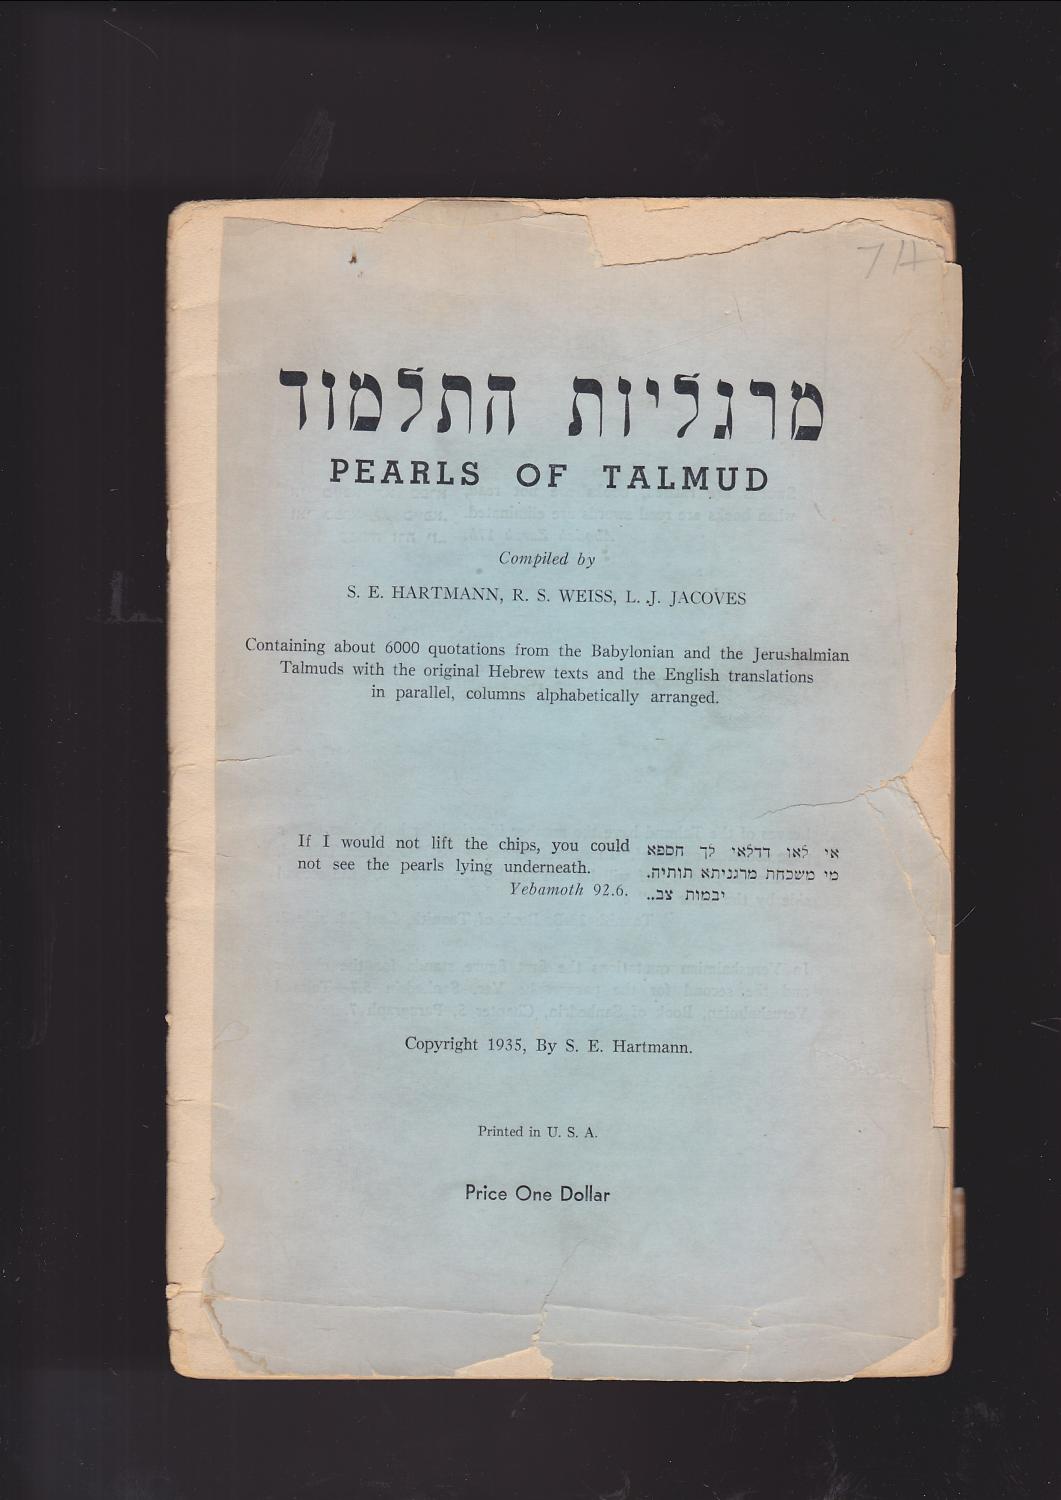 7H
מרגליות התלמוד
PEARLS OF TALMUD
Compiled by
S. E. HARTMANN, R. S. WEISS, L. J. JACOVES
Containing about 6000 quotations from the Babylonian and the Jerushalmian
Talmuds with the original Hebrew texts and the English translations
in parallel, columns alphabetically arranged.
If I would not lift the chips, you could
not see the pearls lying underneath.
Yebamoth 92.6.
אי לאו דדלאי לך חספא
מי משכחת מרגניתא תותיה.
יבמות צב..
Copyright 1935, By S. E. Hartmann.
Printed in U. S. A.
Price One Dollar